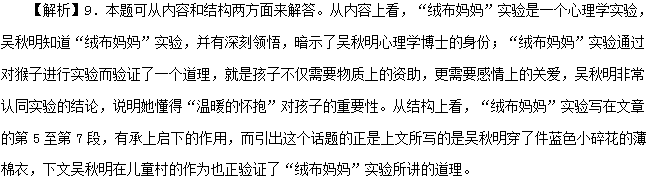 【解析】9．本题可从内容和结构两方面来解答。从内容上看，“绒布妈妈”实验是一个心理学实验，
吴秋明知道“绒布妈妈”实验，并有深刻领悟，暗示了吴秋明心理学博士的身份；“绒布妈妈”实验通过
对猴子进行实验而验证了一个道理，就是孩子不仅需要物质上的资助，更需要感情上的关爱，吴秋明非常
认同实验的结论，说明她懂得“温暖的怀抱”对孩子的重要性。从结构上看，“绒布妈妈”实验写在文章
的第5至第7段，有承上启下的作用，而引出这个话题的正是上文所写的是吴秋明穿了件蓝色小碎花的薄
棉衣，下文吴秋明在儿童村的作为也正验证了“绒布妈妈”实验所讲的道理。